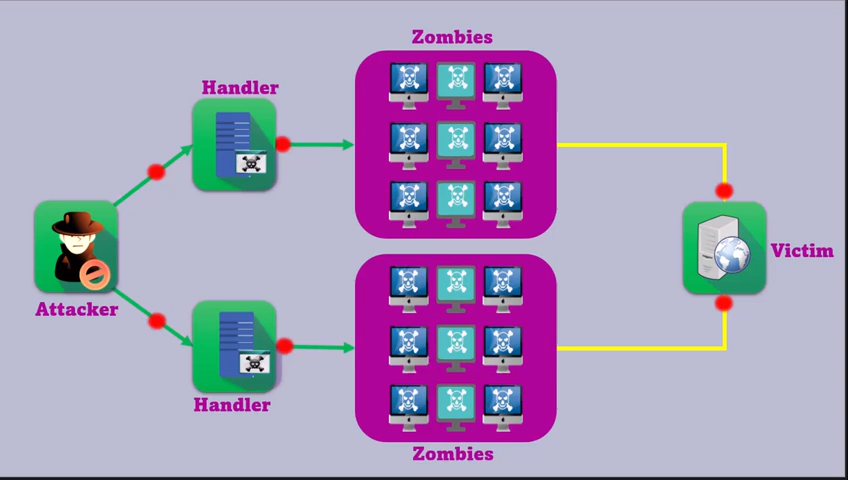 Zombies
Handler
Attacker
Victim
Handler
Zombies